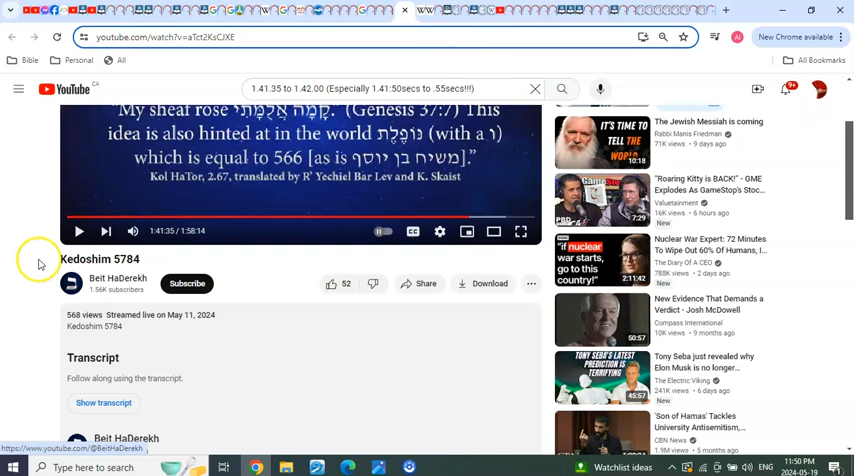 youtube.com/watch?v=aTct2KsCJXE
New Chrome available
Bible
Personal
All
All Bookmarks
YouTube CA
1.41.35 to 1.42.00 (Especially 1.41:50secs to .55secs!!!)
9+
"My sheaf rose קָמָה אֲלֻמָּתִי" (Genesis 37:7) This
idea is also hinted at in the world נוֹפֶלֶת (with a ו)
which is equal to 566 [as is משיח בן יוסף]."
Kol HaTor, 2.67, translated by R' Yechiel Bar Lev and K. Skaist
1:41:35 / 1:58:14
Kedoshim 5784
Beit HaDerekh
1.56K subscribers
Subscribe
52
Share
Download
568 views Streamed live on May 11, 2024
Kedoshim 5784
Transcript
Follow along using the transcript.
Show transcript
Beit HaDerekh
https://www.youtube.com/@BeitHaDerekh
The Jewish Messiah is coming
Rabbi Manis Friedman
71K views • 9 days ago
IT'S TIME TO
TELL THE
WORLD
10:18
"Roaring Kitty is BACK!" - GME
Explodes As GameStop's Stoc...
Valuetainment
16K views • 6 hours ago
New
PBD
7:29
Nuclear War Expert: 72 Minutes
To Wipe Out 60% Of Humans, I...
The Diary Of A CEO
788K views • 2 days ago
New
"if nuclear
war starts,
go to this
country!"
2:11:42
New Evidence That Demands a
Verdict - Josh McDowell
Compass International
10K views • 9 months ago
50:57
Tony Seba just revealed why
Elon Musk is no longer...
The Electric Viking
241K views • 6 days ago
New
TONY SEBA'S LATEST
PREDICTION IS
TERRIFYING
45:57
'Son of Hamas' Tackles
University Antisemitism,...
CBN News
1.9M views • 5 months ago
Type here to search
Watchlist ideas
ENG
11:50 PM
2024-05-19